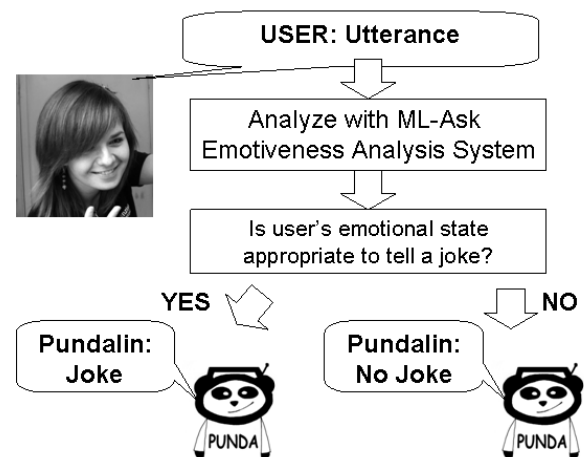 USER: Utterance
Analyze with ML-Ask
Emotiveness Analysis System
Is user's emotional state
appropriate to tell a joke?
YES
NO
Pundalin:
Joke
Pundalin:
No Joke
PUNDA
PUNDA